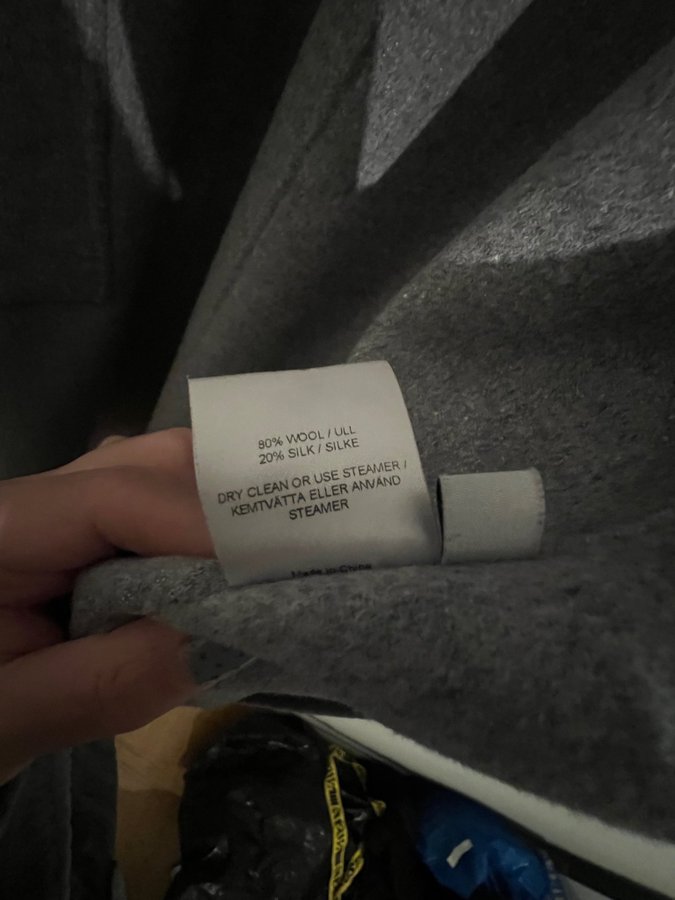 80% WOOL / ULL
20% SILK / SILKE
DRY CLEAN OR USE STEAMER /
KEMTVÄTTA ELLER ANVÄND
STEAMER
Made in China